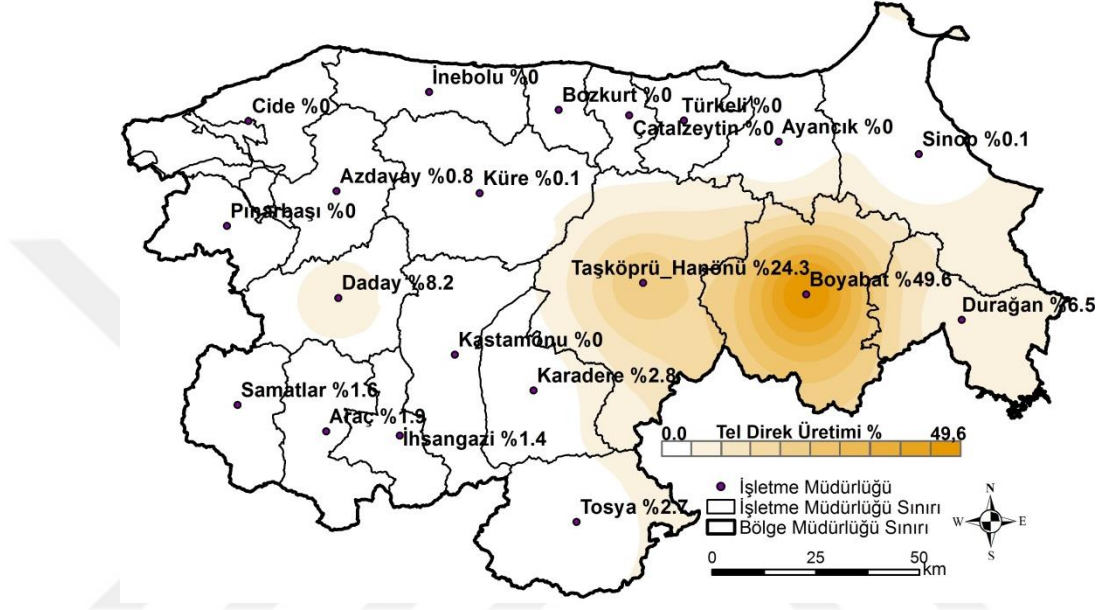 İnebolu %0
Bozkurt %0
Cide %0
Türkeli %0
Çatalzeytin %0
Ayancık %0
Sinop %0.1
Azdavay %0.8
Küre %0.1
Pınarbaşı %0
Taşköprü_Hanönü %24.3
Daday %8.2
Boyabat %49.6
Durağan %6.5
Kastamonu %0
Karadere %2.8
Samatlar %1.6
Araç %1.9
İhsangazi %1.4
Tosya %2.7
0.0 Tel Direk Üretimi % 49,6
İşletme Müdürlüğü
İşletme Müdürlüğü Sınırı
Bölge Müdürlüğü Sınırı
N
W E
S
0 25 50
km